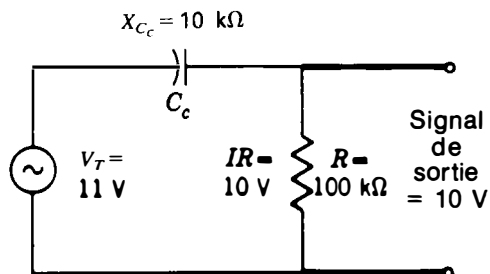 X_{C_c} = 10 kΩ
C_c
V_T =
11 V
IR =
10 V
R =
100 kΩ
Signal
de
sortie
= 10 V